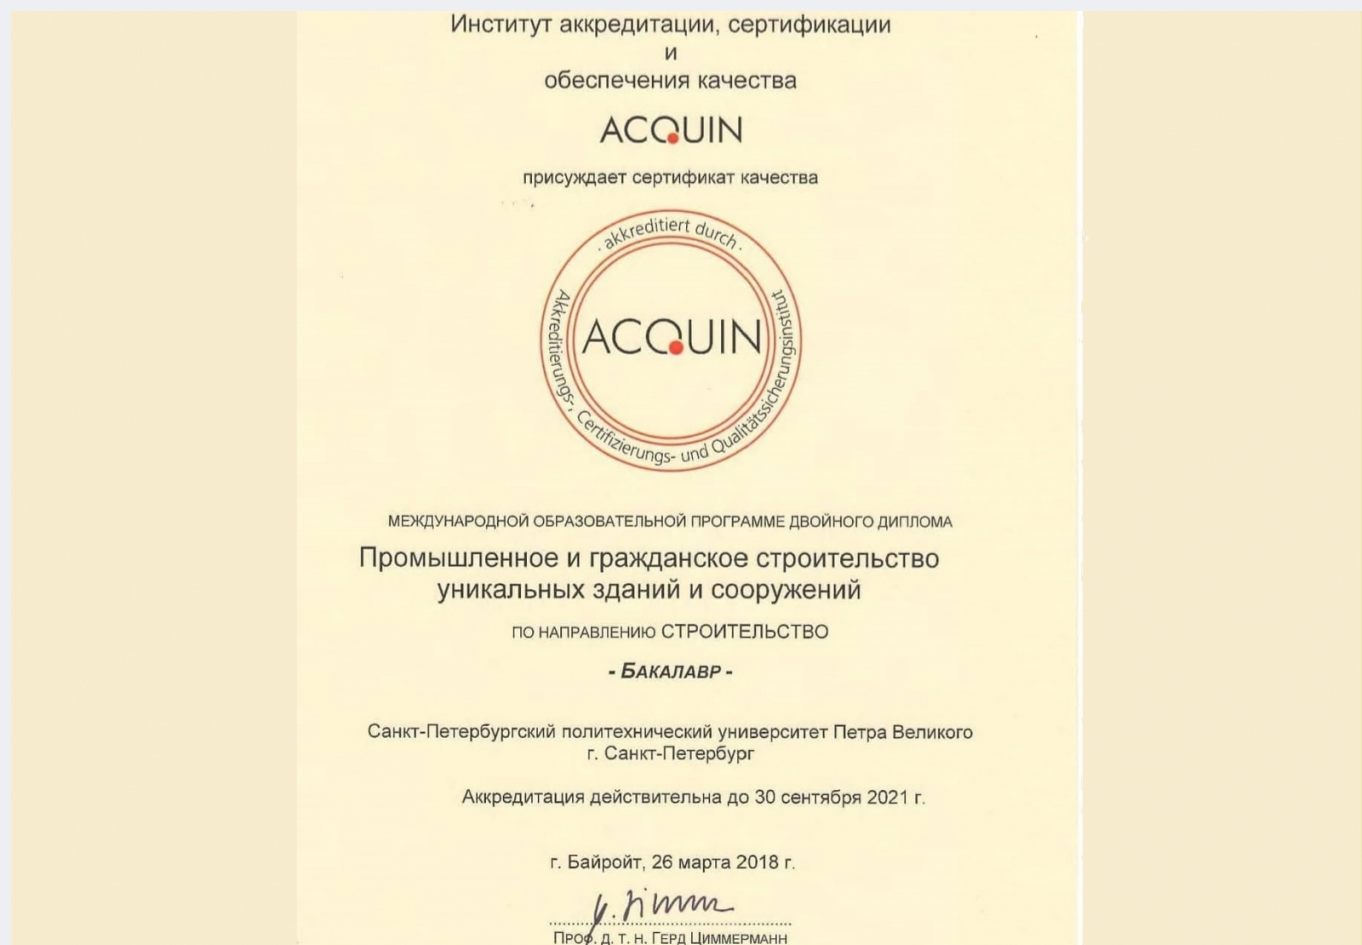 Институт аккредитации, сертификации
и
обеспечения качества
ACQUIN
присуждает сертификат качества
· akkreditiert durch ·
ACQUIN
Akkreditierungs-, Certifizierungs- und Qualitätssicherungsinstitut
МЕЖДУНАРОДНОЙ ОБРАЗОВАТЕЛЬНОЙ ПРОГРАММЕ ДВОЙНОГО ДИПЛОМА
Промышленное и гражданское строительство
уникальных зданий и сооружений
ПО НАПРАВЛЕНИЮ СТРОИТЕЛЬСТВО
- БАКАЛАВР -
Санкт-Петербургский политехнический университет Петра Великого
г. Санкт-Петербург
Аккредитация действительна до 30 сентября 2021 г.
г. Байройт, 26 марта 2018 г.
ПРОФ. Д. Т. Н. ГЕРД ЦИММЕРМАНН